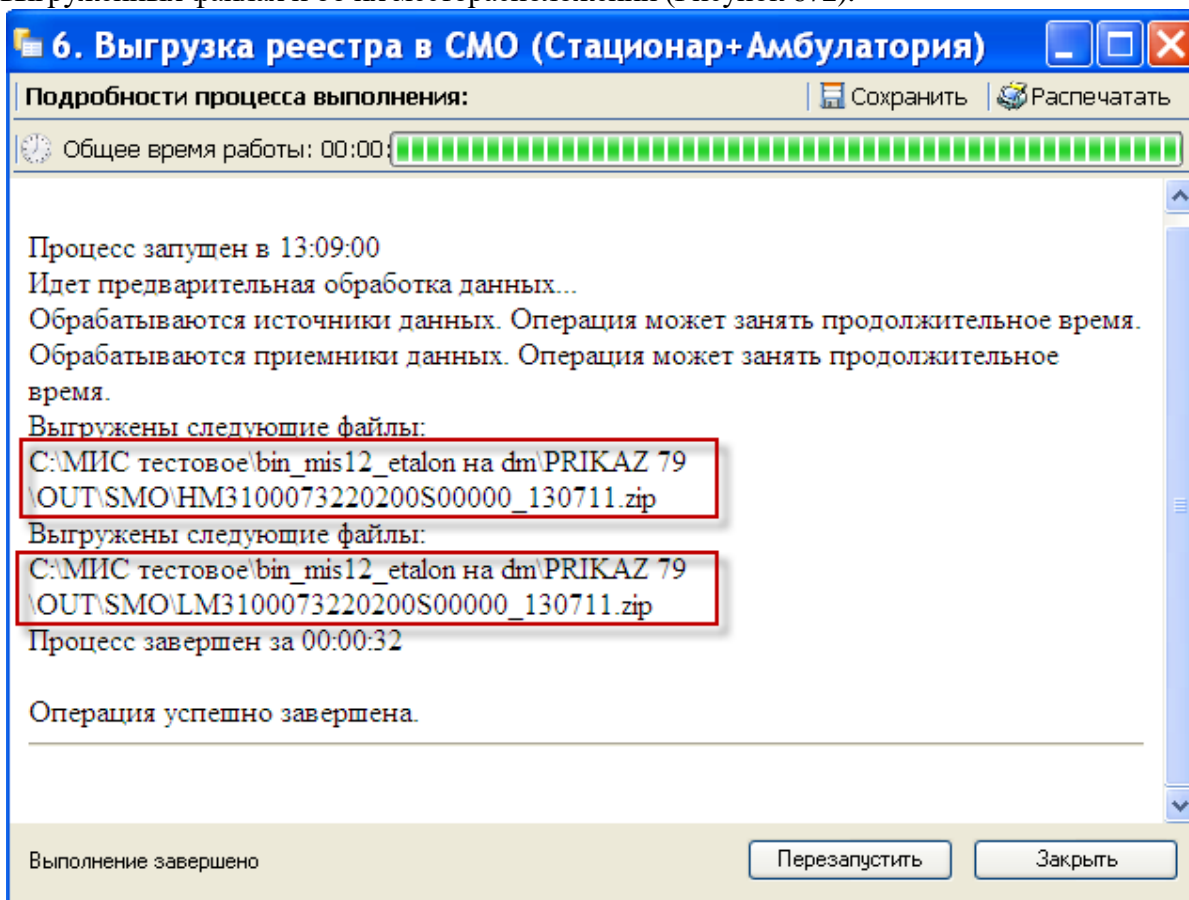 6. Выгрузка реестра в СМО (Стационар+Амбулатория)
Подробности процесса выполнения: Сохранить Распечатать
Общее время работы: 00:00:
Процесс запущен в 13:09:00
Идет предварительная обработка данных...
Обрабатываются источники данных. Операция может занять продолжительное время.
Обрабатываются приемники данных. Операция может занять продолжительное
время.
Выгружены следующие файлы:
C:\МИС тестовое\bin_mis12_etalon на dm\PRIKAZ 79
\OUT\SMO\HM3100073220200S00000_130711.zip
Выгружены следующие файлы:
C:\МИС тестовое\bin_mis12_etalon на dm\PRIKAZ 79
\OUT\SMO\LM3100073220200S00000_130711.zip
Процесс завершен за 00:00:32
Операция успешно завершена.
Выполнение завершено Перезапустить Закрыть